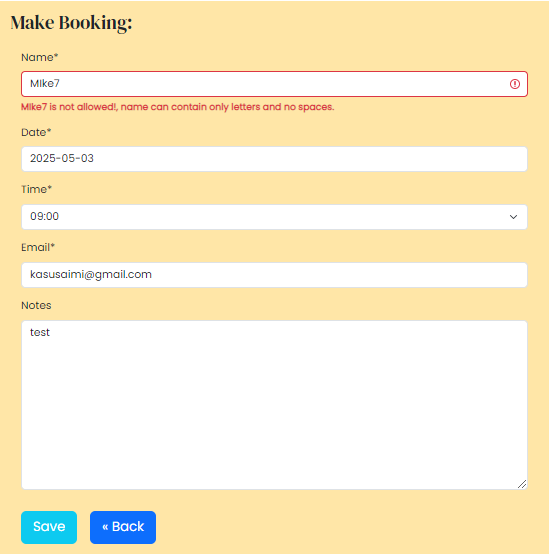 Make Booking:
Name*
MIke7
MIke7 is not allowed!, name can contain only letters and no spaces.
Date*
2025-05-03
Time*
09:00
Email*
kasusaimi@gmail.com
Notes
test
Save
« Back